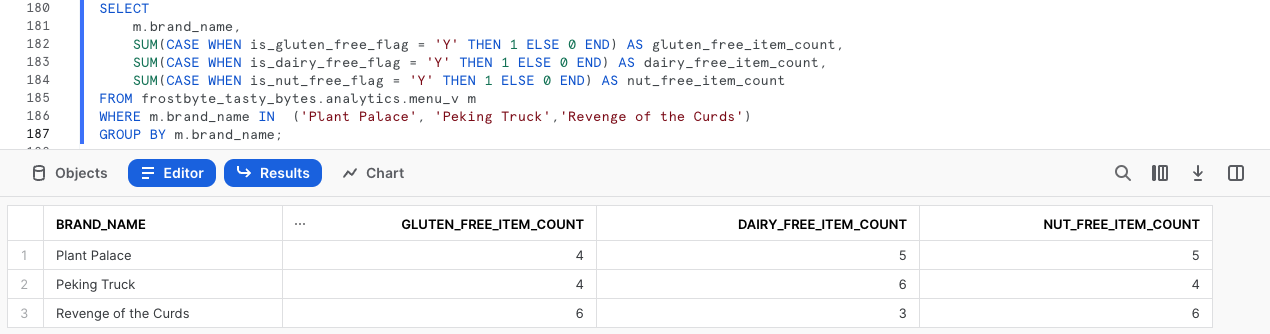 180 SELECT
181 m.brand_name,
182 SUM(CASE WHEN is_gluten_free_flag = 'Y' THEN 1 ELSE 0 END) AS gluten_free_item_count,
183 SUM(CASE WHEN is_dairy_free_flag = 'Y' THEN 1 ELSE 0 END) AS dairy_free_item_count,
184 SUM(CASE WHEN is_nut_free_flag = 'Y' THEN 1 ELSE 0 END) AS nut_free_item_count
185 FROM frostbyte_tasty_bytes.analytics.menu_v m
186 WHERE m.brand_name IN  ('Plant Palace', 'Peking Truck','Revenge of the Curds')
187 GROUP BY m.brand_name;
Objects Editor Results Chart
BRAND_NAME ... GLUTEN_FREE_ITEM_COUNT DAIRY_FREE_ITEM_COUNT NUT_FREE_ITEM_COUNT
1 Plant Palace 4 5 5
2 Peking Truck 4 6 4
3 Revenge of the Curds 6 3 6